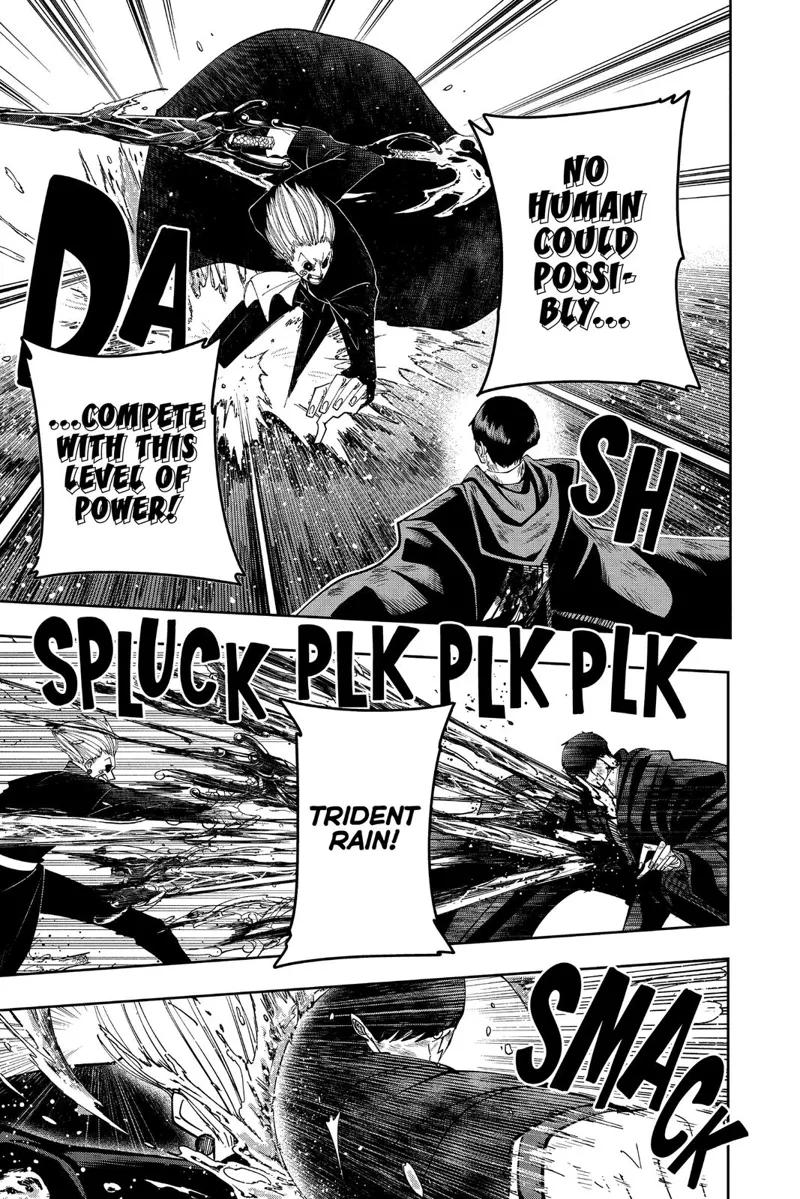 NO
HUMAN
COULD
POSSI-
BLY...
DA
SH
...COMPETE
WITH THIS
LEVEL OF
POWER!
SPLUCK PLK PLK PLK
TRIDENT
RAIN!
SMACK